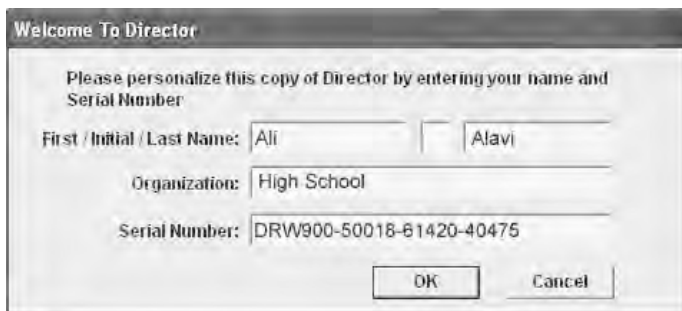 Welcome To Director
Please personalize this copy of Director by entering your name and
Serial Number
First / Initial / Last Name: Ali Alavi
Organization: High School
Serial Number: DRW900-50018-61420-40475
OK Cancel